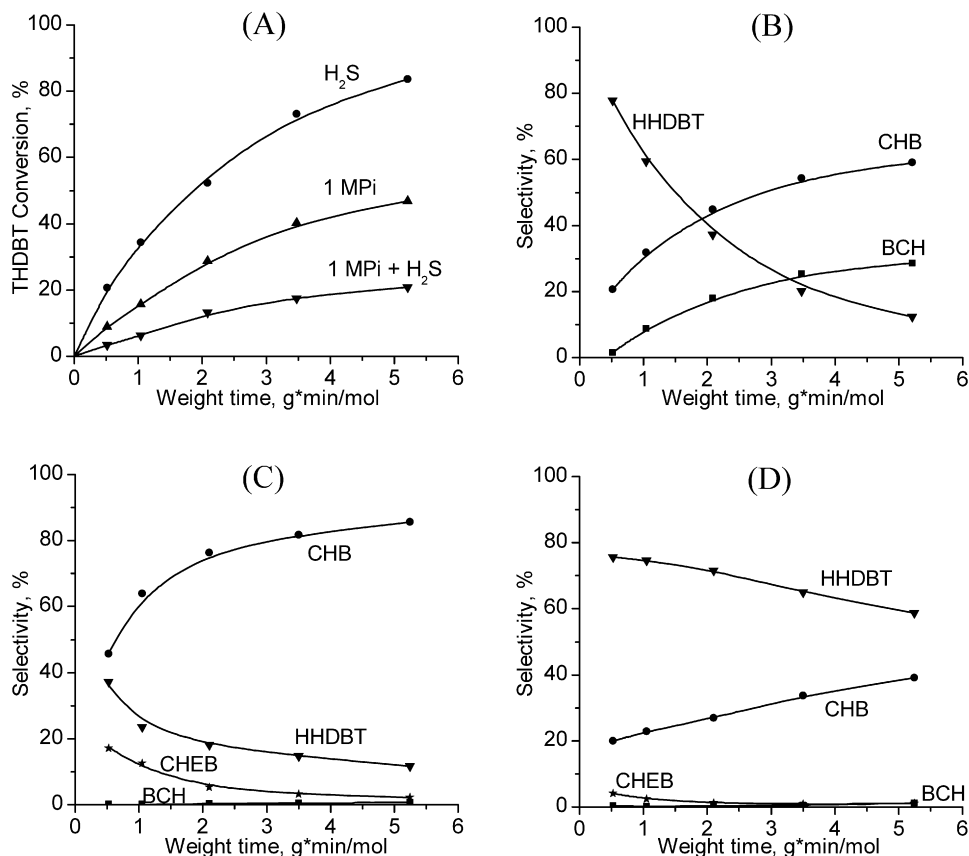 (A)
100
80
60
40
20
0
THDBT Conversion, %
H2S
1 MPi
1 MPi + H2S
0 1 2 3 4 5 6
Weight time, g*min/mol
(B)
100
80
60
40
20
0
Selectivity, %
HHDBT
CHB
BCH
0 1 2 3 4 5 6
Weight time, g*min/mol
(C)
100
80
60
40
20
0
Selectivity, %
CHB
HHDBT
CHEB
BCH
0 1 2 3 4 5 6
Weight time, g*min/mol
(D)
100
80
60
40
20
0
Selectivity, %
HHDBT
CHB
CHEB
BCH
0 1 2 3 4 5 6
Weight time, g*min/mol